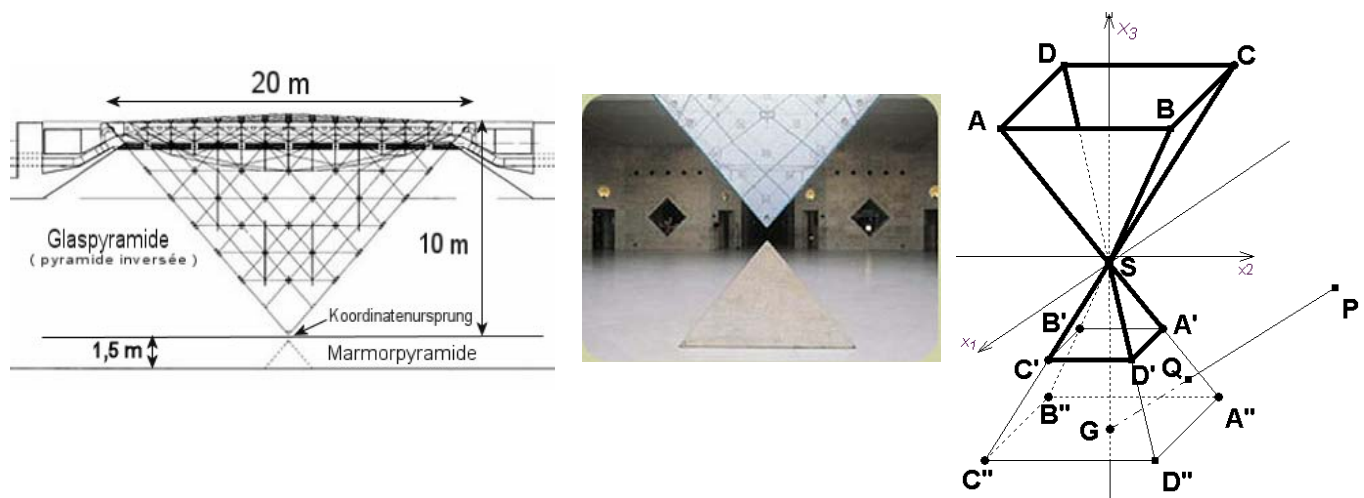 20 m
Glaspyramide
( pyramide inversée )
10 m
Koordinatenursprung
1,5 m
Marmorpyramide
x3
D
C
A
B
S
x2
P
B'
A'
x1
C'
D'
Q
B"
A"
G
C"
D"